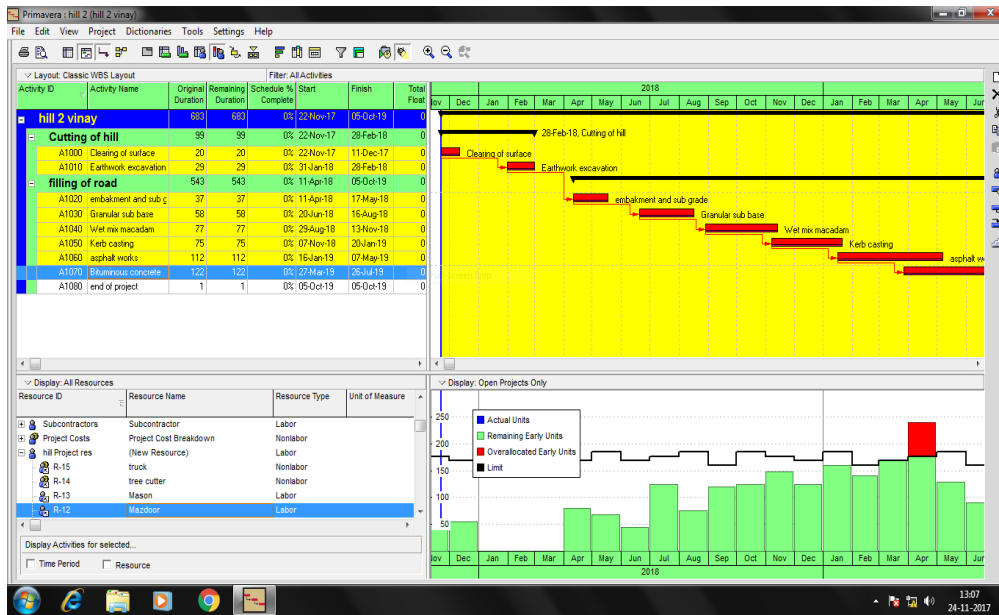 Primavera : hill 2 (hill 2 vinay)
File Edit View Project Dictionaries Tools Settings Help
Layout: Classic WBS Layout Filter: All Activities
Activity ID Activity Name Original Duration Remaining Duration Schedule % Complete Start Finish Total Float
hill 2 vinay 683 683 0% 22-Nov-17 05-Oct-19 0
Cutting of hill 99 99 0% 22-Nov-17 28-Feb-18 0
A1000 Clearing of surface 20 20 0% 22-Nov-17 11-Dec-17 0
A1010 Earthwork excavation 29 29 0% 31-Jan-18 28-Feb-18 0
filling of road 543 543 0% 11-Apr-18 05-Oct-19 0
A1020 embakment and sub g 37 37 0% 11-Apr-18 17-May-18 0
A1030 Granular sub base 58 58 0% 20-Jun-18 16-Aug-18 0
A1040 Wet mix macadam 77 77 0% 29-Aug-18 13-Nov-18 0
A1050 Kerb casting 75 75 0% 07-Nov-18 20-Jan-19 0
A1060 asphalt works 112 112 0% 16-Jan-19 07-May-19 0
A1070 Bituminous concrete 122 122 0% 27-Mar-19 26-Jul-19 0
A1080 end of project 1 1 0% 05-Oct-19 05-Oct-19 0
2018
ov Dec Jan Feb Mar Apr May Jun Jul Aug Sep Oct Nov Dec Jan Feb Mar Apr May Jun
28-Feb-18, Cutting of hill
Clearing of surface
Earthwork excavation
embakment and sub grade
Granular sub base
Wet mix macadam
Kerb casting
asphalt w
Display: All Resources
Resource ID Resource Name Resource Type Unit of Measure
Subcontractors Subcontractor Labor
Project Costs Project Cost Breakdown Nonlabor
hill Project res (New Resource) Labor
R-15 truck Nonlabor
R-14 tree cutter Nonlabor
R-13 Mason Labor
R-12 Mazdoor Labor
Display Activities for selected...
Time Period Resource
Display: Open Projects Only
250
200
150
100
50
Actual Units
Remaining Early Units
Overallocated Early Units
Limit
ov Dec Jan Feb Mar Apr May Jun Jul Aug Sep Oct Nov Dec Jan Feb Mar Apr May Jun
2018
13:07
24-11-2017